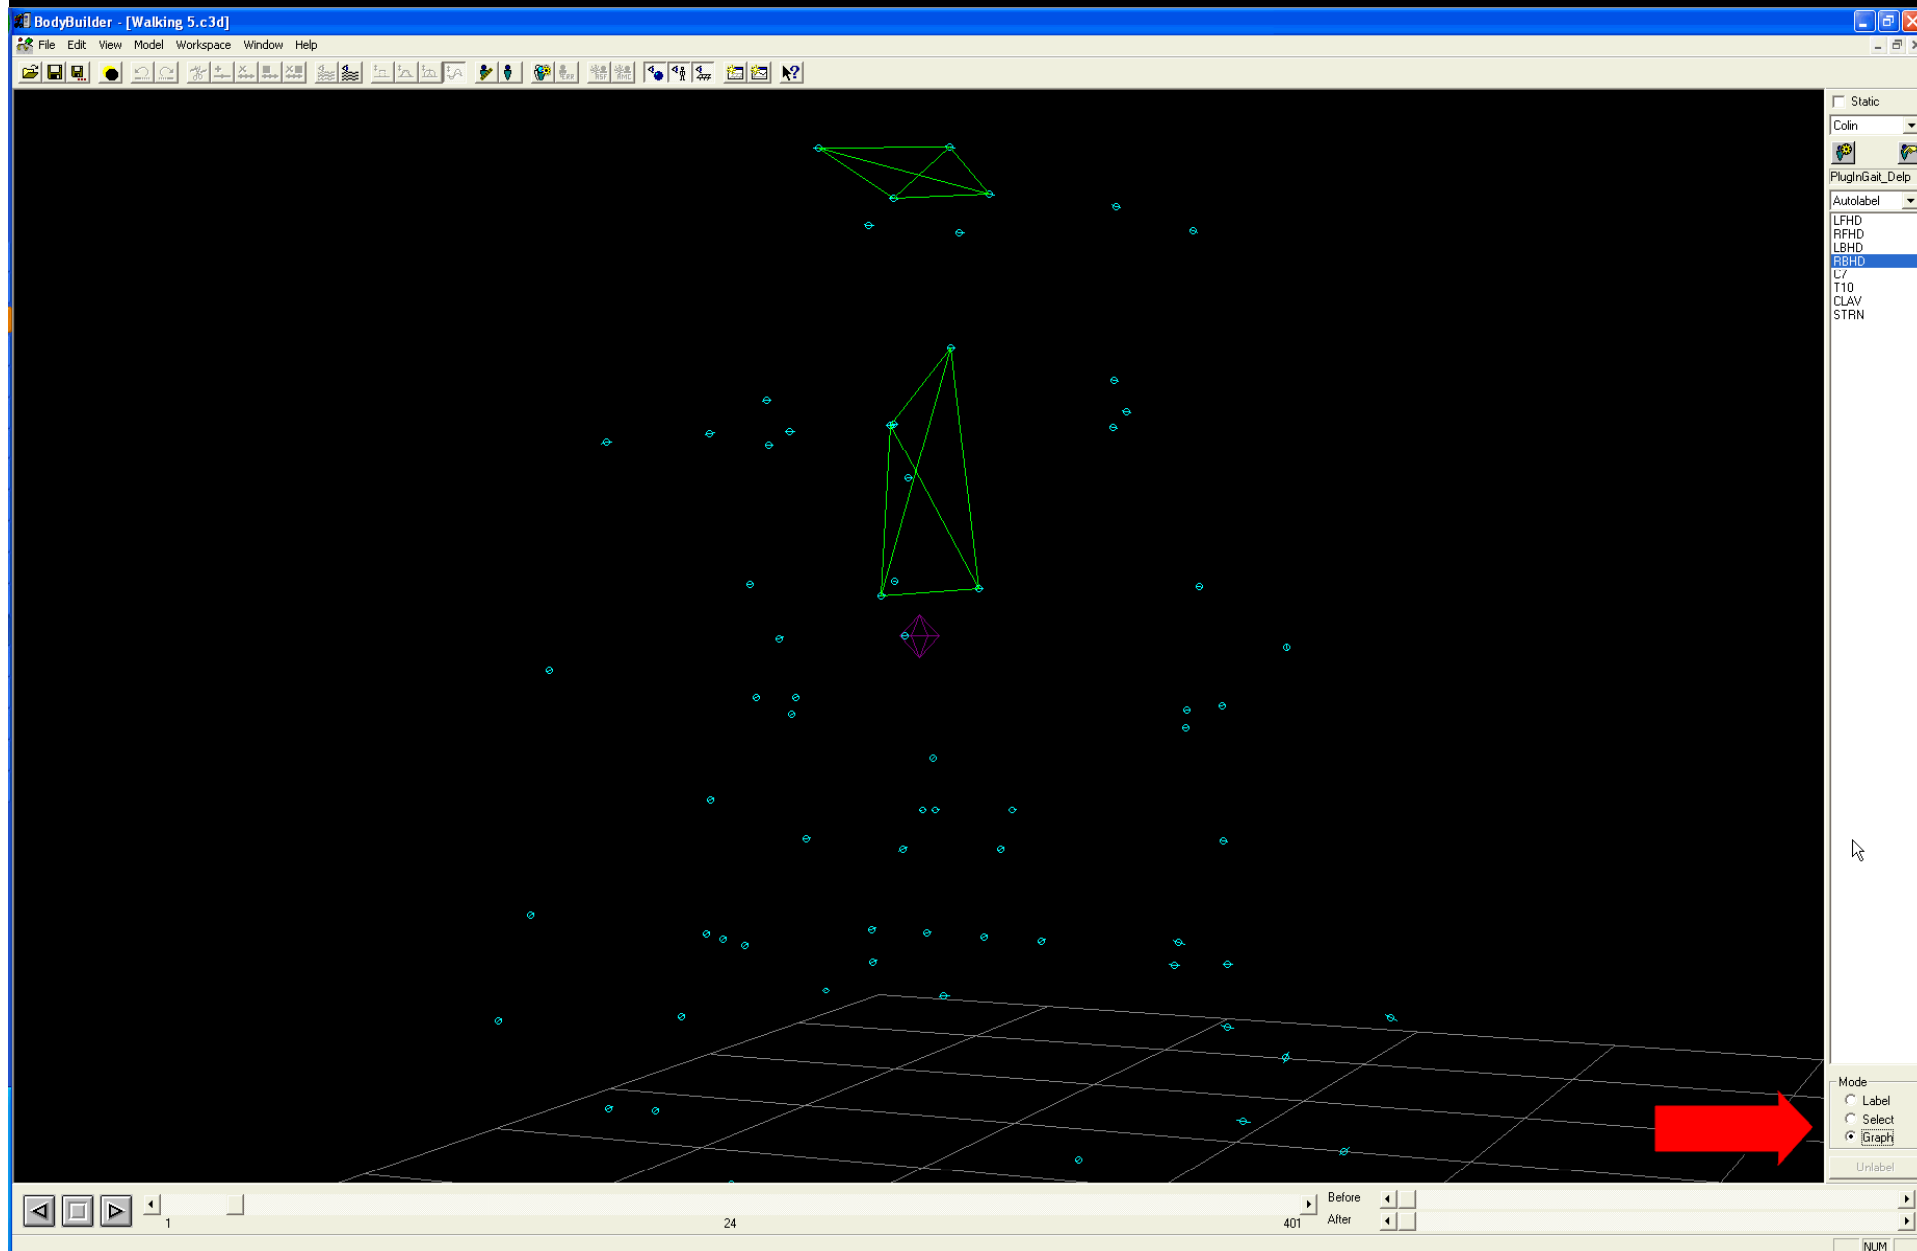 BodyBuilder - [Walking 5.c3d]
File Edit View Model Workspace Window Help
Static
Colin
PlugInGait_Delp
Autolabel
LFHD
RFHD
LBHD
RBHD
C7
T10
CLAV
STRN
Mode
Label
Select
Graph
Unlabel
Before
After
1 24 401
NUM